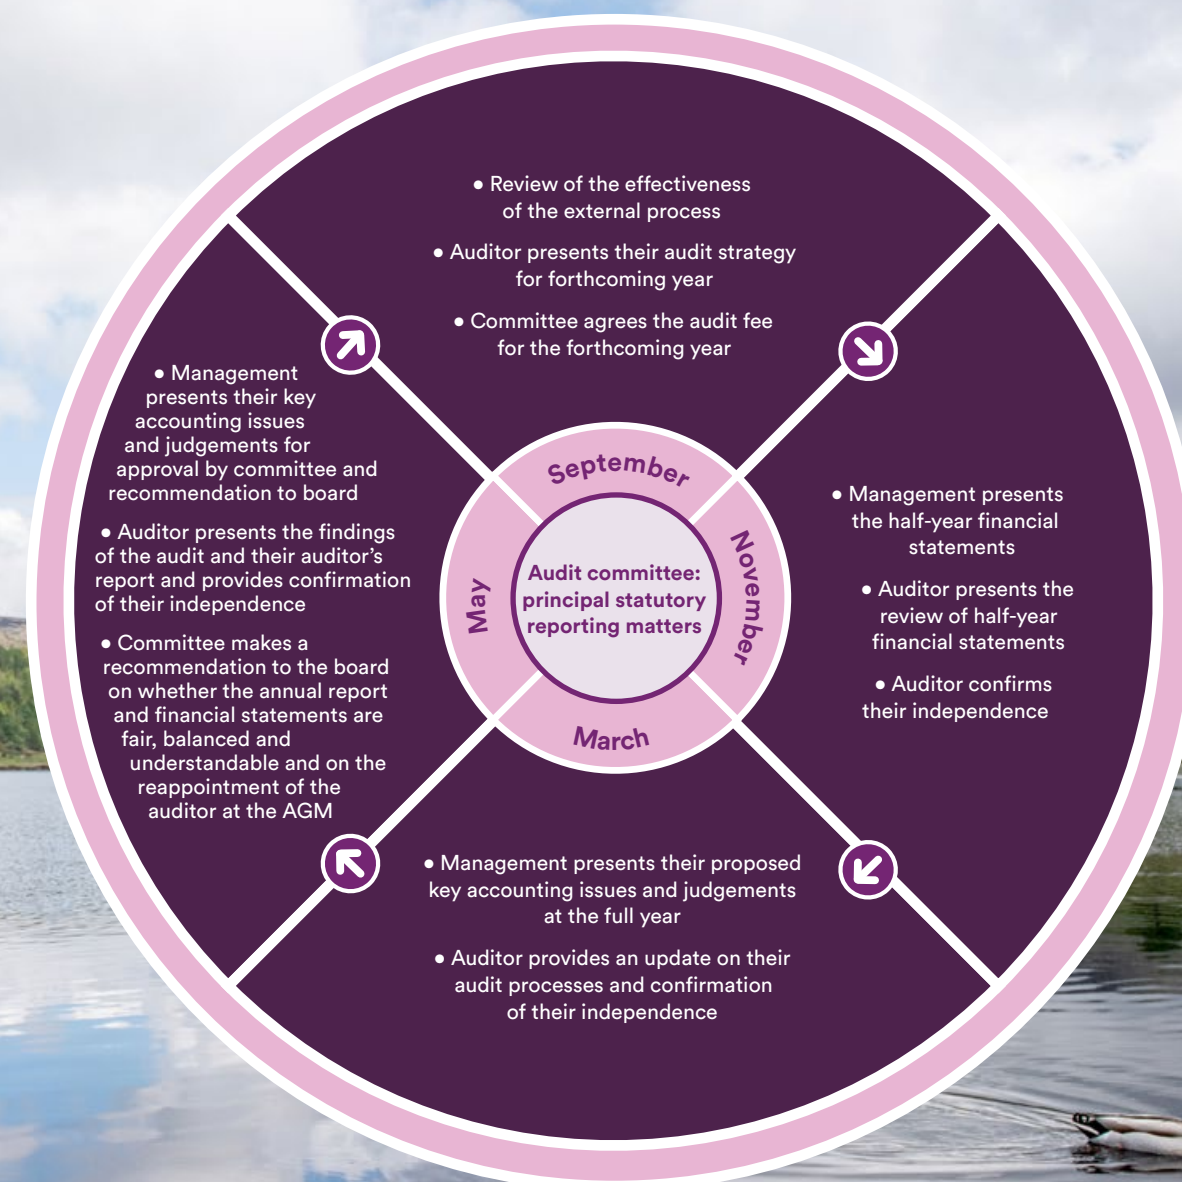 ● Review of the effectiveness
of the external process
● Auditor presents their audit strategy
for forthcoming year
● Committee agrees the audit fee
for the forthcoming year
● Management
presents their key
accounting issues
and judgements for
approval by committee and
recommendation to board
● Auditor presents the findings
of the audit and their auditor’s
report and provides confirmation
of their independence
● Committee makes a
recommendation to the board
on whether the annual report
and financial statements are
fair, balanced and
understandable and on the
reappointment of the
auditor at the AGM
September
November
March
May
Audit committee:
principal statutory
reporting matters
● Management presents
the half-year financial
statements
● Auditor presents the
review of half-year
financial statements
● Auditor confirms
their independence
● Management presents their proposed
key accounting issues and judgements
at the full year
● Auditor provides an update on their
audit processes and confirmation
of their independence